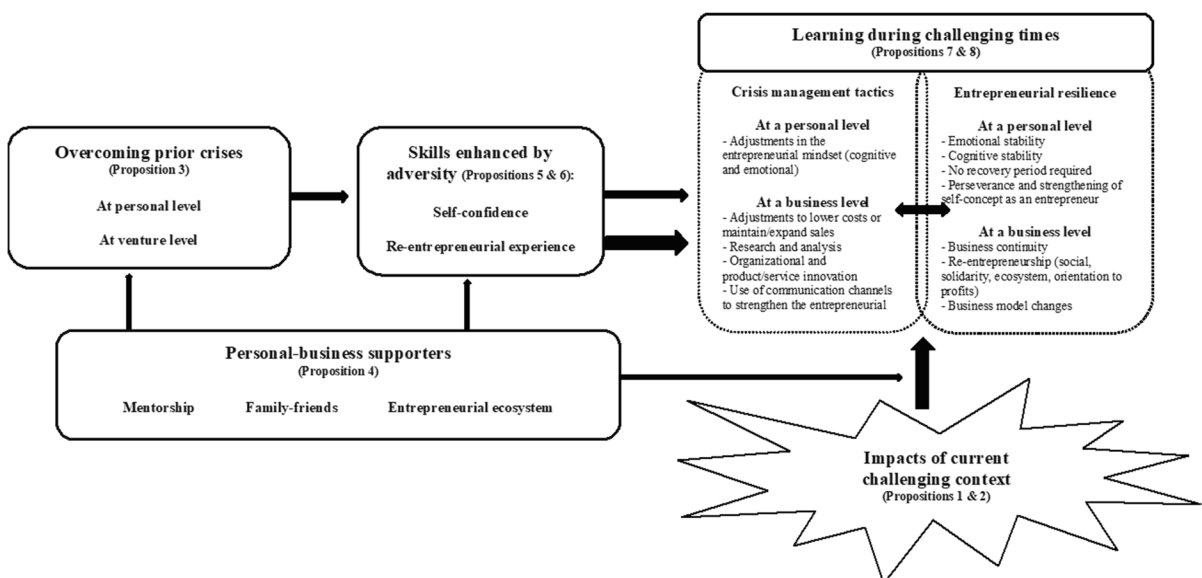 Learning during challenging times
(Propositions 7 & 8)
Overcoming prior crises
(Proposition 3)
At personal level
At venture level
Skills enhanced by
adversity (Propositions 5 & 6):
Self-confidence
Re-entrepreneurial experience
Crisis management tactics
At a personal level
- Adjustments in the
entrepreneurial mindset (cognitive
and emotional)
At a business level
- Adjustments to lower costs or
maintain/expand sales
- Research and analysis
- Organizational and
product/service innovation
- Use of communication channels
to strengthen the entrepreneurial
Entrepreneurial resilience
At a personal level
- Emotional stability
- Cognitive stability
- No recovery period required
- Perseverance and strengthening of
self-concept as an entrepreneur
At a business level
- Business continuity
- Re-entrepreneurship (social,
solidarity, ecosystem, orientation to
profits)
- Business model changes
Personal-business supporters
(Proposition 4)
Mentorship Family-friends Entrepreneurial ecosystem
Impacts of current
challenging context
(Propositions 1 & 2)